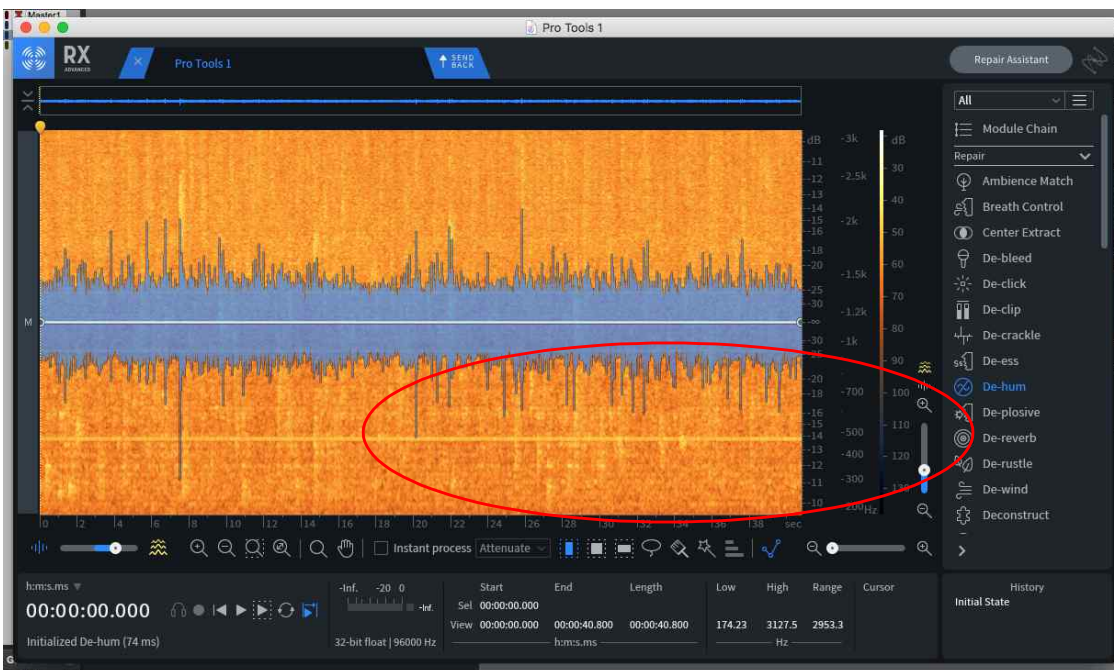 Master1
Pro Tools 1
RX
ADVANCED
Pro Tools 1
SEND
BACK
Repair Assistant
All
Module Chain
Repair
Ambience Match
Breath Control
Center Extract
De-bleed
De-click
De-clip
De-crackle
De-ess
De-hum
De-plosive
De-reverb
De-rustle
De-wind
Deconstruct
dB -3k dB
-11 - 30
-12 -2.5k
-13 - 40
-14
-15 -2k
-16 - 50
-18
-20 - 60
-1.5k
-25 - 70
-30 -1.2k
M -∞ - 80
-30 -1k
-25 - 90
-20
-18 -700 - 100
-16
-15 - 110
-14 -500
-13 -400 - 120
-12
-11 -300
- 130
-10 -200Hz
0 2 4 6 8 10 12 14 16 18 20 22 24 26 28 30 32 34 36 38 sec
Instant process Attenuate
h:m:s.ms
00:00:00.000
Initialized De-hum (74 ms)
-Inf. -20 0
-Inf.
32-bit float | 96000 Hz
Start End Length Low High Range Cursor
Sel 00:00:00.000
View 00:00:00.000 00:00:40.800 00:00:40.800 174.23 3127.5 2953.3
h:m:s.ms Hz
History
Initial State